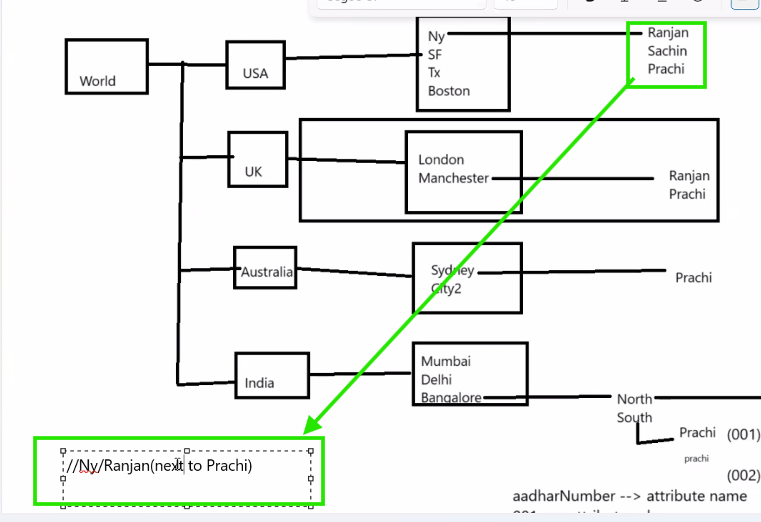 World
USA
Ny
SF
Tx
Boston
Ranjan
Sachin
Prachi
UK
London
Manchester
Ranjan
Prachi
Australia
Sydney
City2
Prachi
India
Mumbai
Delhi
Bangalore
North
South
Prachi (001)
prachi
(002)
//Ny/Ranjan(next to Prachi)
aadharNumber --> attribute name